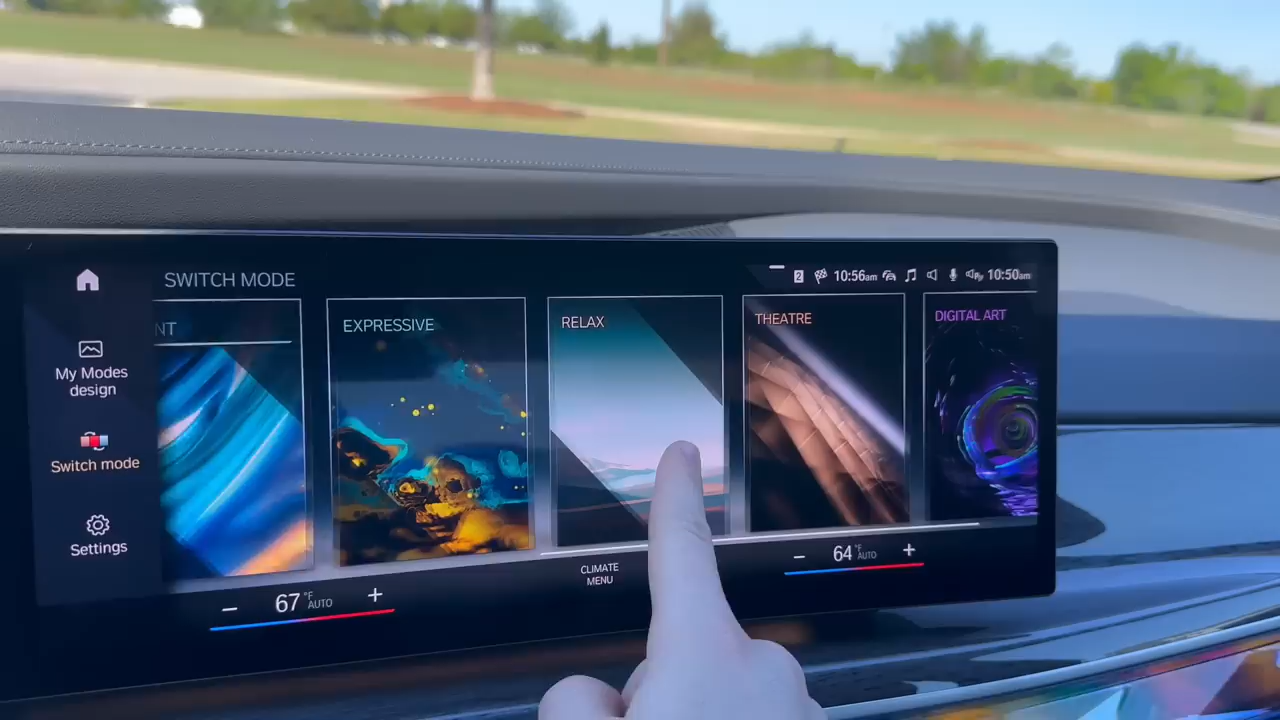 SWITCH MODE
2
10:56am
10:50am
My Modes
design
Switch mode
Settings
NT
EXPRESSIVE
RELAX
THEATRE
DIGITAL ART
− 67 °F AUTO +
CLIMATE
MENU
− 64 °F AUTO +